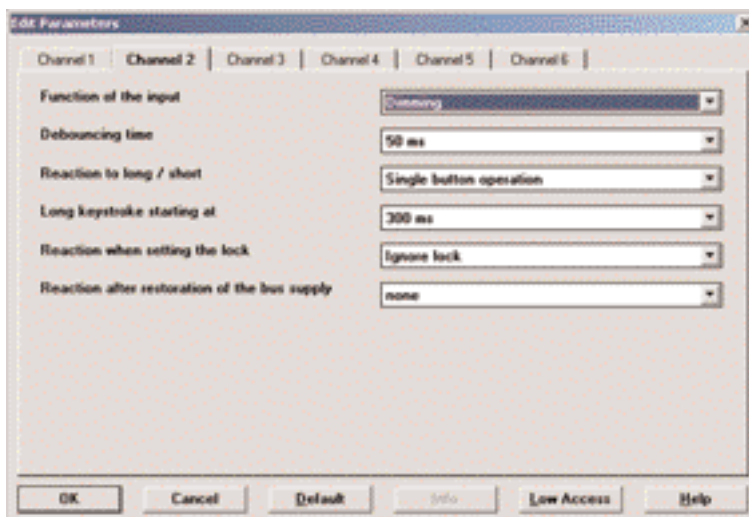 Edit Parameters
Channel 1 Channel 2 Channel 3 Channel 4 Channel 5 Channel 6
Function of the input Dimming
Debouncing time 50 ms
Reaction to long / short Single button operation
Long keystroke starting at 300 ms
Reaction when setting the lock Ignore lock
Reaction after restoration of the bus supply none
OK Cancel Default Info Low Access Help